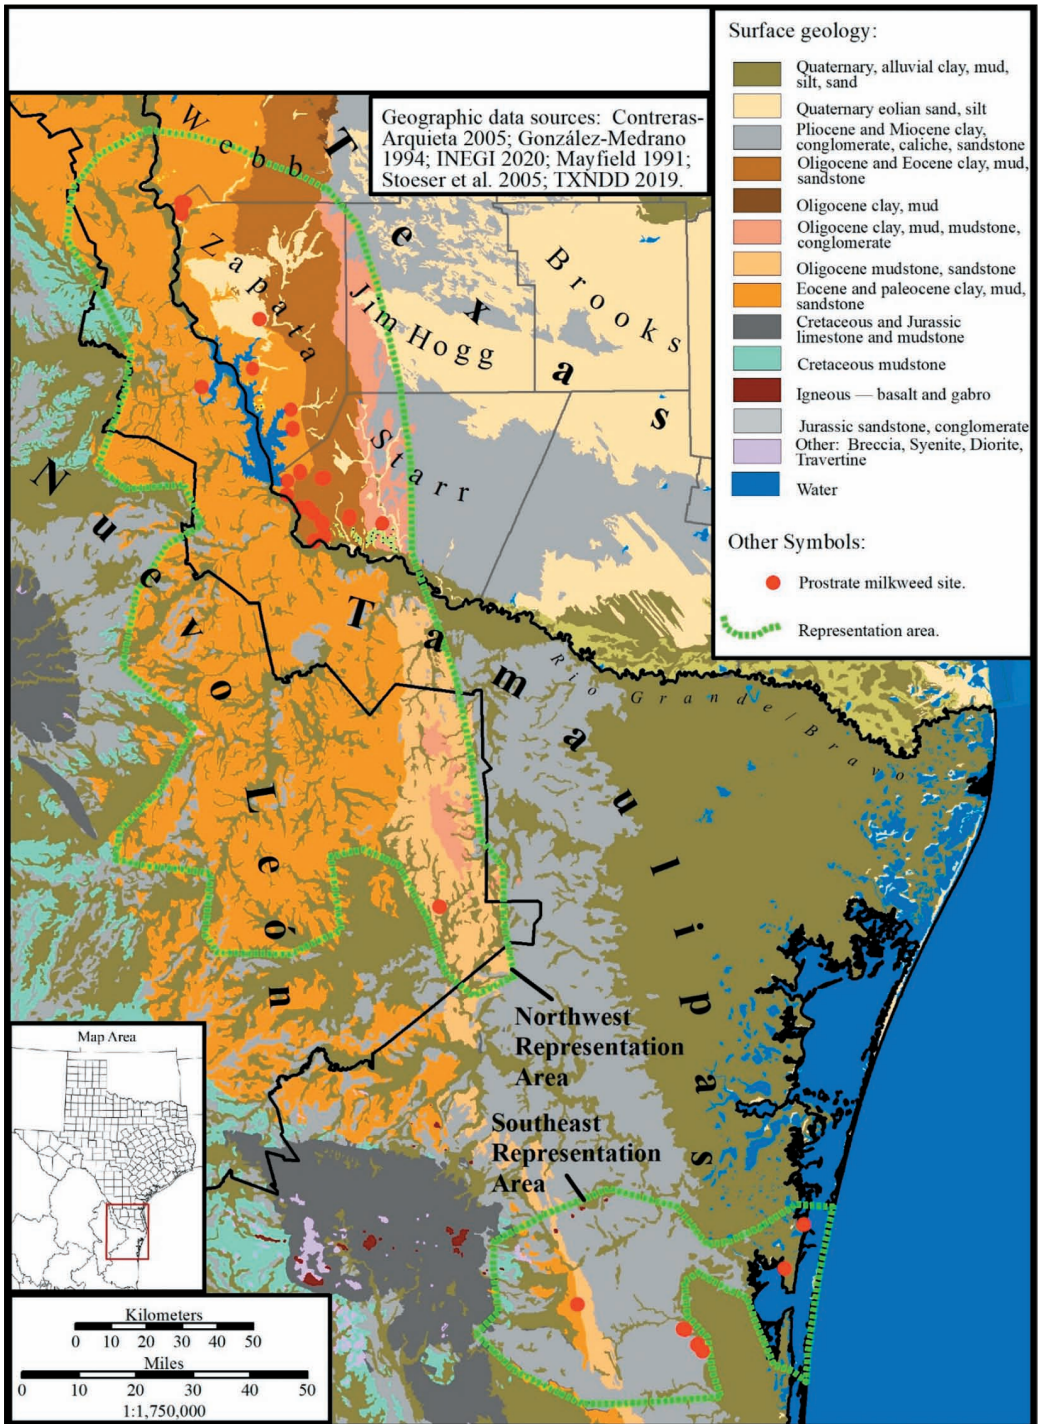 Surface geology:
Quaternary, alluvial clay, mud,
silt, sand
Quaternary eolian sand, silt
Pliocene and Miocene clay,
conglomerate, caliche, sandstone
Oligocene and Eocene clay, mud,
sandstone
Oligocene clay, mud
Oligocene clay, mud, mudstone,
conglomerate
Oligocene mudstone, sandstone
Eocene and paleocene clay, mud,
sandstone
Cretaceous and Jurassic
limestone and mudstone
Cretaceous mudstone
Igneous — basalt and gabro
Jurassic sandstone, conglomerate
Other: Breccia, Syenite, Diorite,
Travertine
Water
Other Symbols:
Prostrate milkweed site.
Representation area.
Geographic data sources: Contreras-
Arquieta 2005; González-Medrano
1994; INEGI 2020; Mayfield 1991;
Stoeser et al. 2005; TXNDD 2019.
Webb
Texas
Zapata
Jim Hogg
Brooks
Starr
Nuevo León
Tamaulipas
Rio Grande/Bravo
Northwest
Representation
Area
Southeast
Representation
Area
Map Area
Kilometers
0 10 20 30 40 50
Miles
0 10 20 30 40 50
1:1,750,000